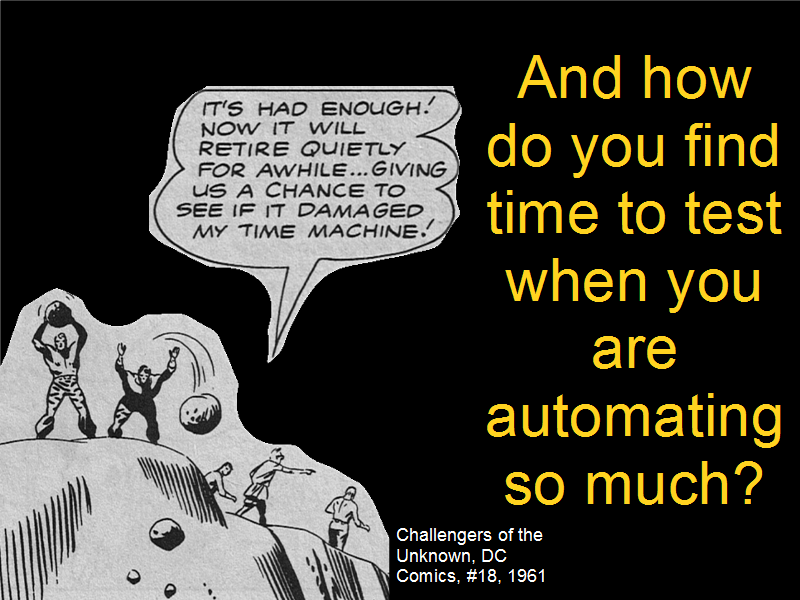 IT'S HAD ENOUGH!
NOW IT WILL
RETIRE QUIETLY
FOR AWHILE...GIVING
US A CHANCE TO
SEE IF IT DAMAGED
MY TIME MACHINE!
And how
do you find
time to test
when you
are
automating
so much?
Challengers of the
Unknown, DC
Comics, #18, 1961